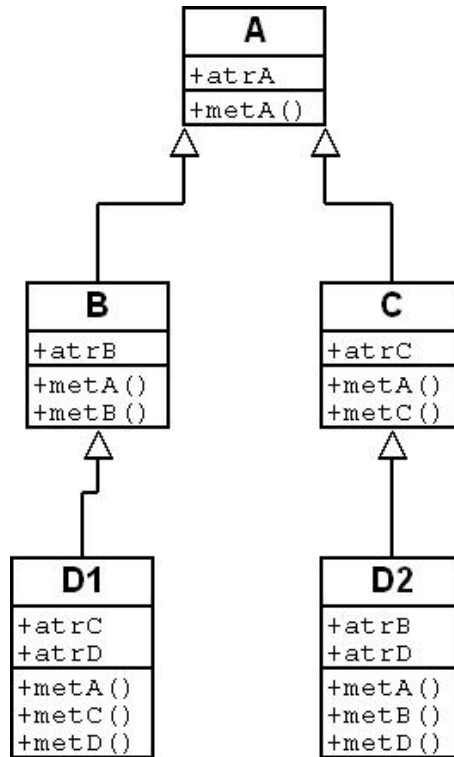 A
+atrA
+metA()
B
+atrB
+metA()
+metB()
C
+atrC
+metA()
+metC()
D1
+atrC
+atrD
+metA()
+metC()
+metD()
D2
+atrB
+atrD
+metA()
+metB()
+metD()